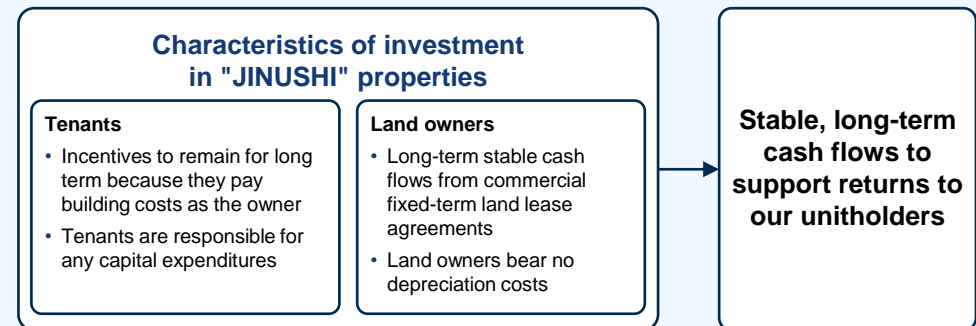 Characteristics of investment
in "JINUSHI" properties
Tenants
• Incentives to remain for long
term because they pay
building costs as the owner
• Tenants are responsible for
any capital expenditures
Land owners
• Long-term stable cash
flows from commercial
fixed-term land lease
agreements
• Land owners bear no
depreciation costs
Stable, long-term
cash flows to
support returns to
our unitholders